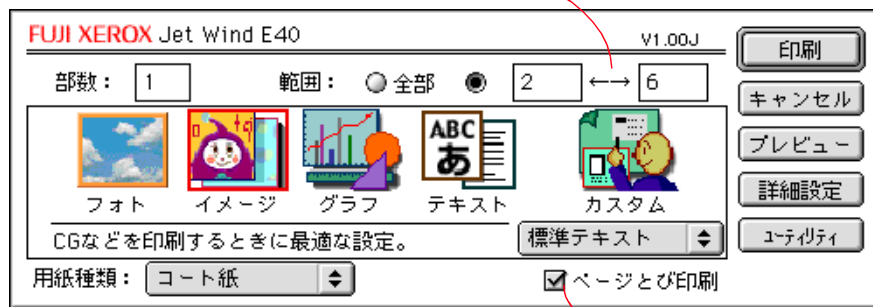 FUJI XEROX Jet Wind E40
V1.00J
印刷
部数： 1 範囲： 全部 2 ←→ 6
キャンセル
プレビュー
ABC
あ
フォト イメージ グラフ テキスト カスタム
詳細設定
CGなどを印刷するときに最適な設定。 標準テキスト
ユーティリティ
用紙種類： コート紙 ページとび印刷